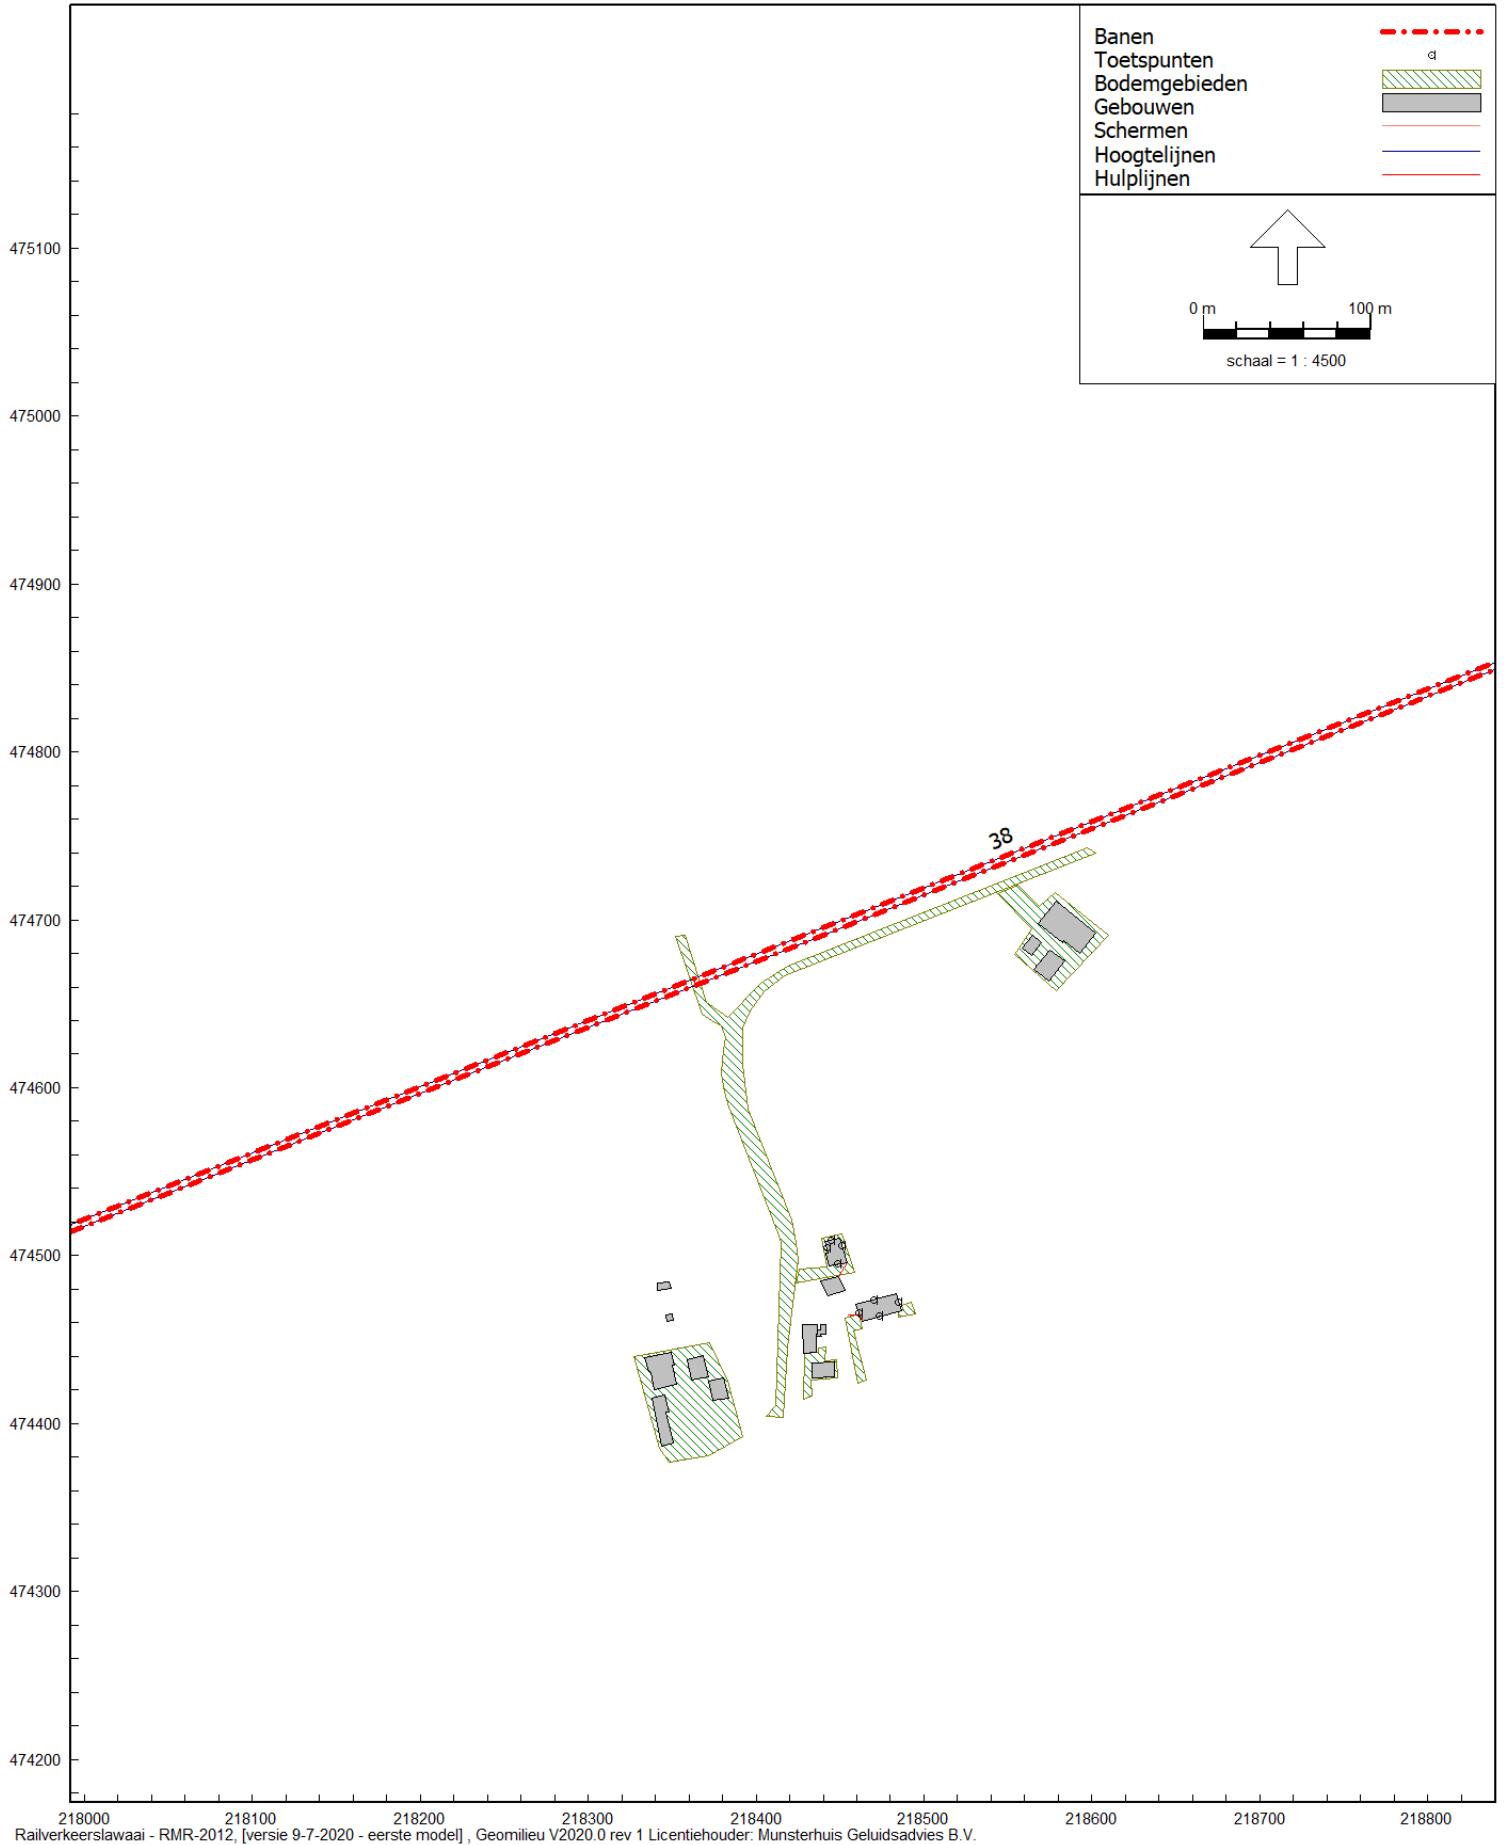 Banen
Toetspunten
Bodemgebieden
Gebouwen
Schermen
Hoogtelijnen
Hulplijnen
0 m 100 m
schaal = 1 : 4500
475100
475000
474900
474800
38
474700
474600
474500
474400
474300
474200
218000 218100 218200 218300 218400 218500 218600 218700 218800
Railverkeerslawaai - RMR-2012, [versie 9-7-2020 - eerste model] , Geomilieu V2020.0 rev 1 Licentiehouder: Munsterhuis Geluidsadvies B.V.